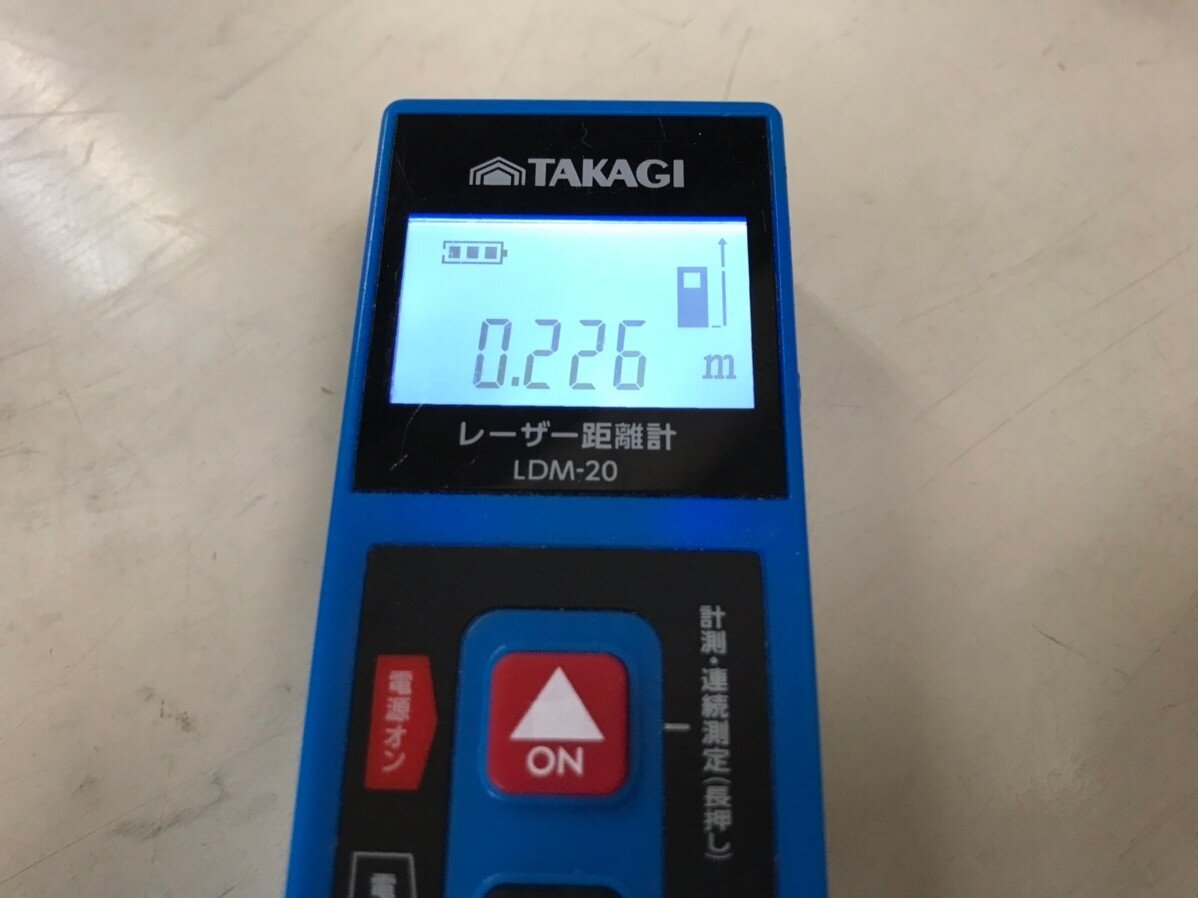 TAKAGI
0.226 m
レーザー距離計
LDM-20
電源オン
ON
計測・連続測定(長押し)
電